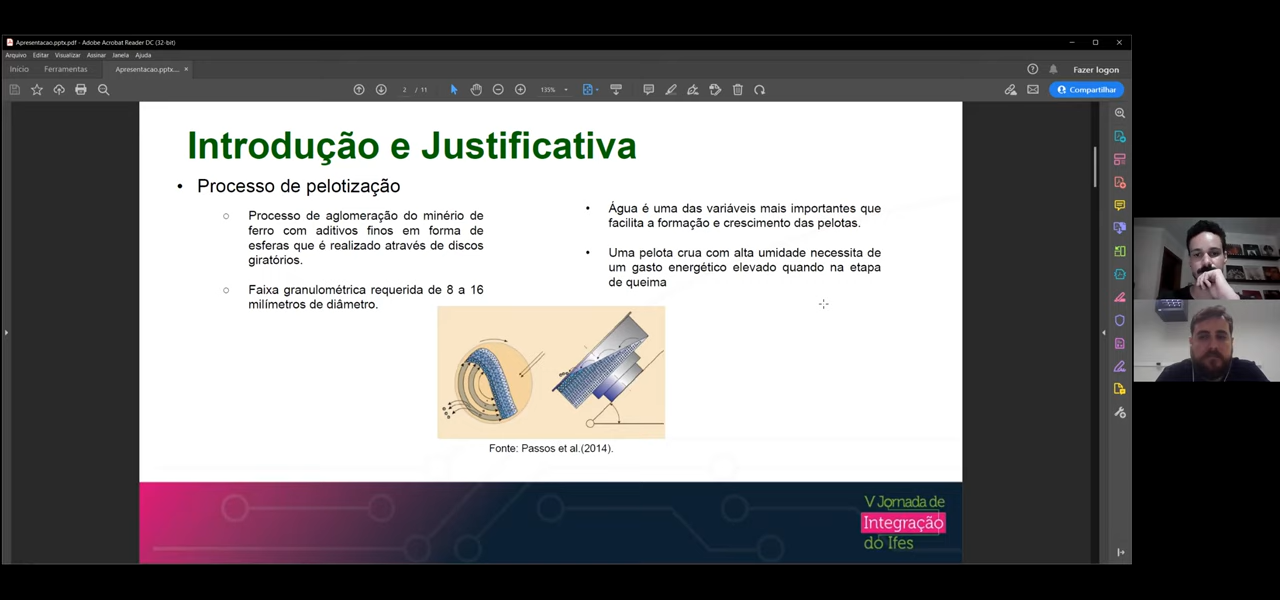 Apresentacao.pptx.pdf - Adobe Acrobat Reader DC (32-bit)
Arquivo Editar Visualizar Assinar Janela Ajuda
Início Ferramentas Apresentacao.pptx.... ×
2 / 11
135%
Fazer logon
Compartilhar
Introdução e Justificativa
• Processo de pelotização
○ Processo de aglomeração do minério de
ferro com aditivos finos em forma de
esferas que é realizado através de discos
giratórios.
○ Faixa granulométrica requerida de 8 a 16
milímetros de diâmetro.
• Água é uma das variáveis mais importantes que
facilita a formação e crescimento das pelotas.
• Uma pelota crua com alta umidade necessita de
um gasto energético elevado quando na etapa
de queima
Fonte: Passos et al.(2014).
V Jornada de
Integração
do Ifes